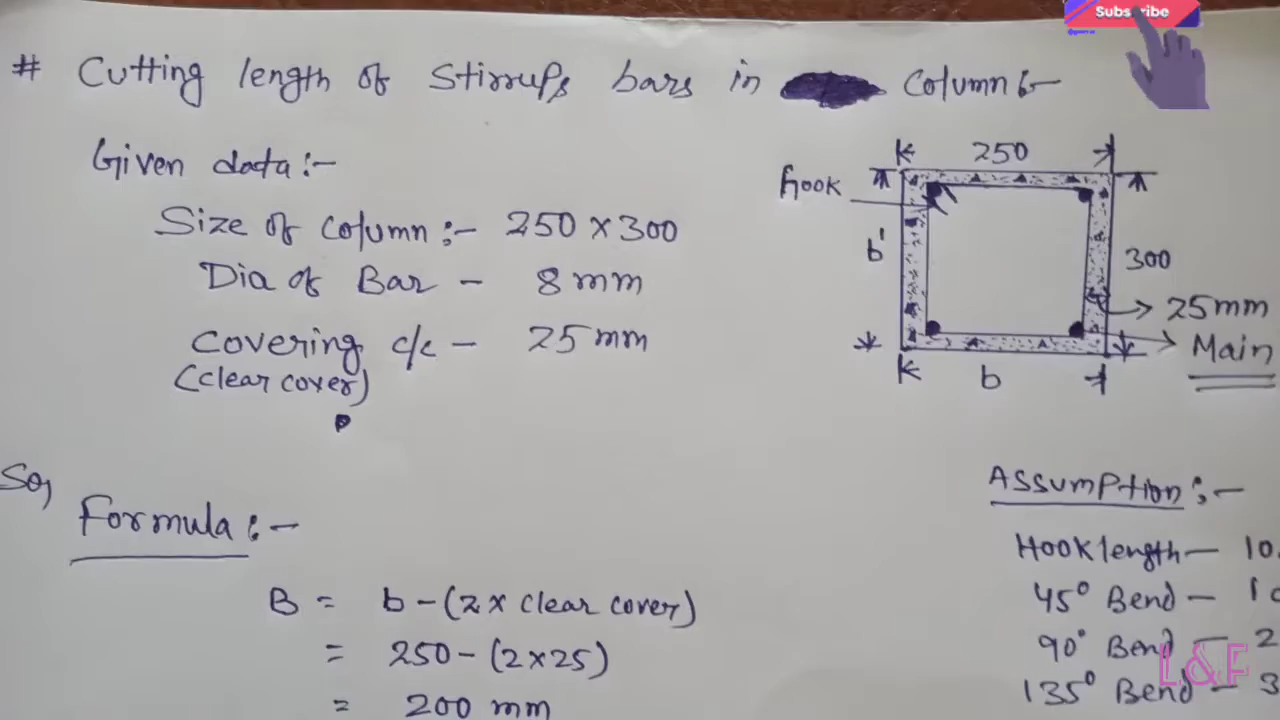 Subscribe
# Cutting length of Stirrups bars in column :-
Given data :-
Size of column :- 250 x 300
Dia of Bar - 8 mm
Covering c/c - 25 mm
(clear cover)
250
hook
b'
300
25mm
Main
b
So,
Formula :-
B = b - (2 x clear cover)
= 250 - (2x25)
= 200 mm
Assumption :-
Hook length - 10
45° Bend - 1
90° Bend - 2
135° Bend - 3
L&F